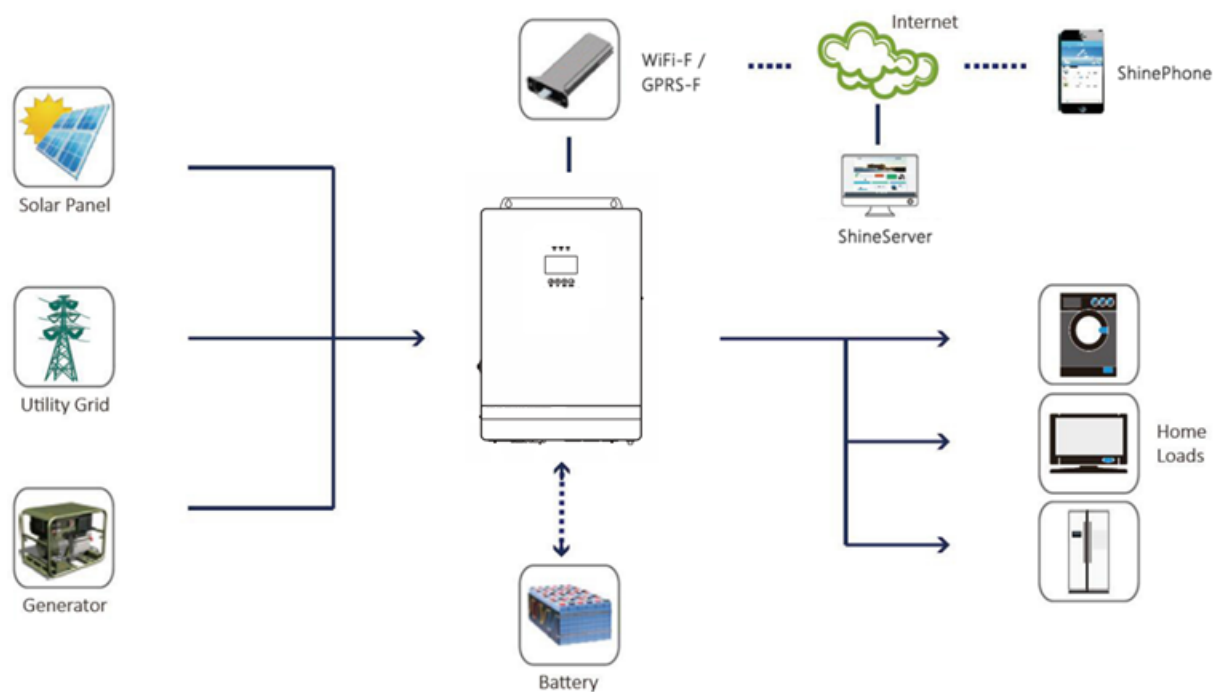 Internet
WiFi-F /
GPRS-F
ShinePhone
Solar Panel
ShineServer
Utility Grid
Home
Loads
Generator
Battery